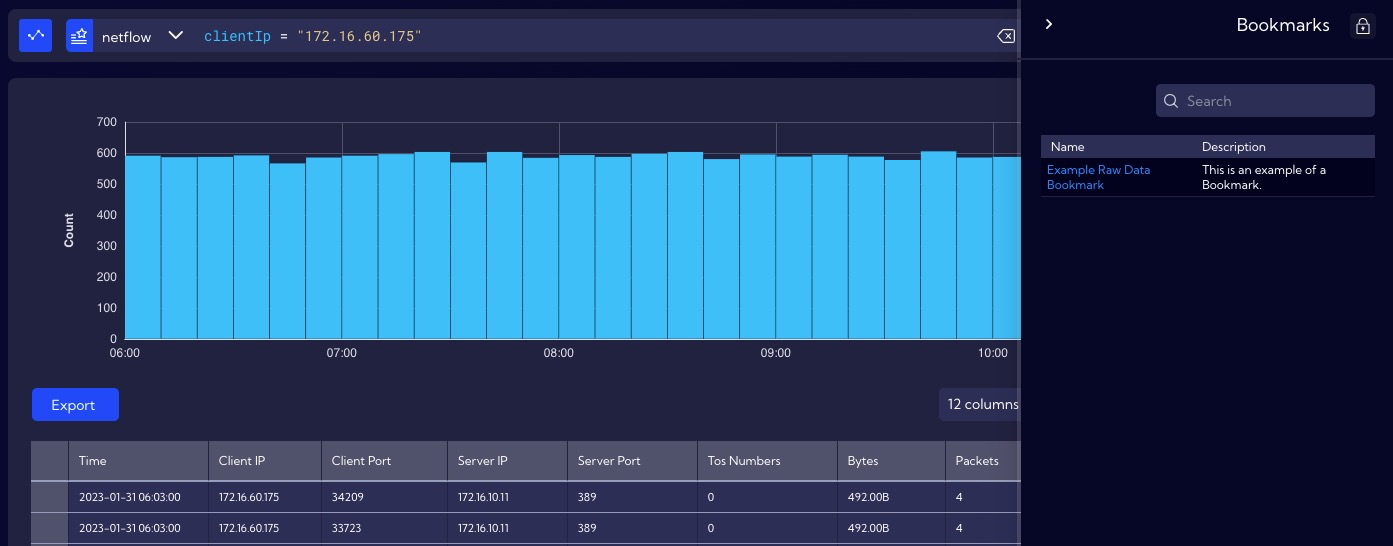 netflow clientIp = "172.16.60.175"
Bookmarks
Search
Name Description
Example Raw Data Bookmark This is an example of a Bookmark.
700
600
500
400
300
200
100
0
Count
06:00 07:00 08:00 09:00 10:00
Export 12 columns
Time Client IP Client Port Server IP Server Port Tos Numbers Bytes Packets
2023-01-31 06:03:00 172.16.60.175 34209 172.16.10.11 389 0 492.00B 4
2023-01-31 06:03:00 172.16.60.175 33723 172.16.10.11 389 0 492.00B 4